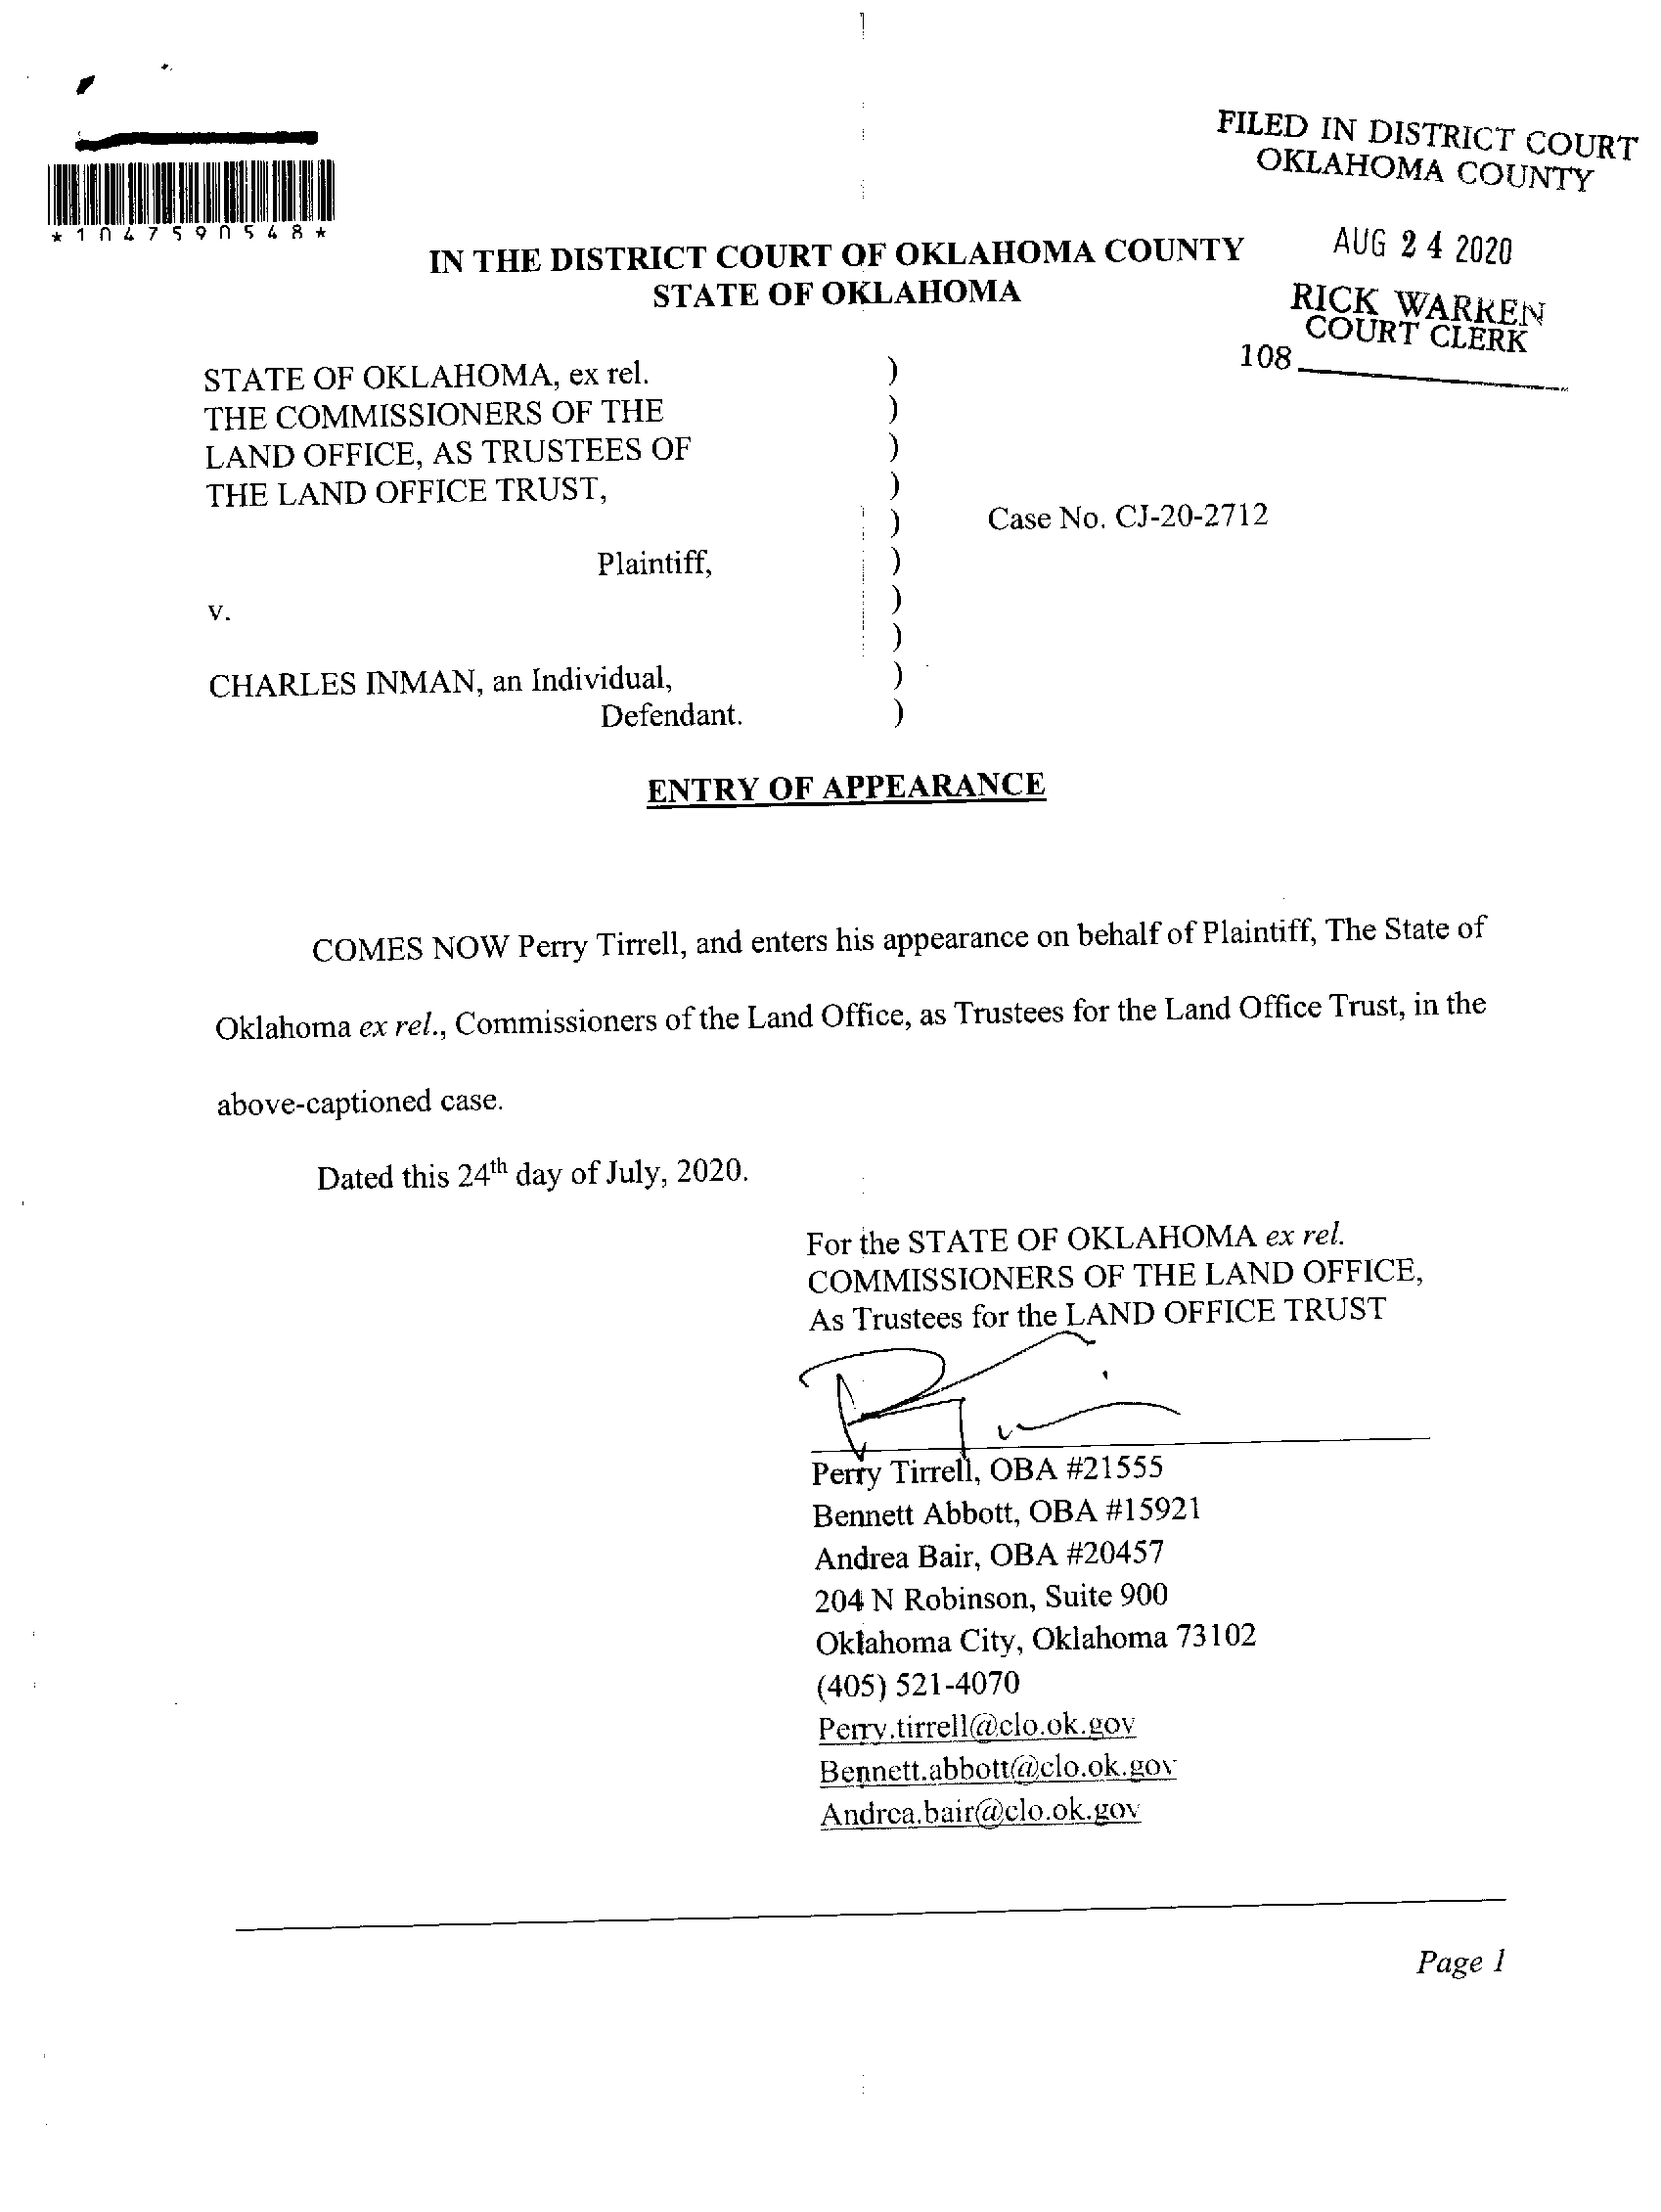 FILED IN DISTRICT COURT
OKLAHOMA COUNTY
AUG 24 2020
RICK WARREN
COURT CLERK
108
*1047590548*
IN THE DISTRICT COURT OF OKLAHOMA COUNTY
STATE OF OKLAHOMA
STATE OF OKLAHOMA, ex rel. )
THE COMMISSIONERS OF THE )
LAND OFFICE, AS TRUSTEES OF )
THE LAND OFFICE TRUST, )
) Case No. CJ-20-2712
Plaintiff, )
v. )
)
CHARLES INMAN, an Individual, )
Defendant. )
ENTRY OF APPEARANCE
COMES NOW Perry Tirrell, and enters his appearance on behalf of Plaintiff, The State of
Oklahoma ex rel., Commissioners of the Land Office, as Trustees for the Land Office Trust, in the
above-captioned case.
Dated this 24th day of July, 2020.
For the STATE OF OKLAHOMA ex rel.
COMMISSIONERS OF THE LAND OFFICE,
As Trustees for the LAND OFFICE TRUST
Perry Tirrell, OBA #21555
Bennett Abbott, OBA #15921
Andrea Bair, OBA #20457
204 N Robinson, Suite 900
Oklahoma City, Oklahoma 73102
(405) 521-4070
Perry.tirrell@clo.ok.gov
Bennett.abbott@clo.ok.gov
Andrea.bair@clo.ok.gov
Page 1